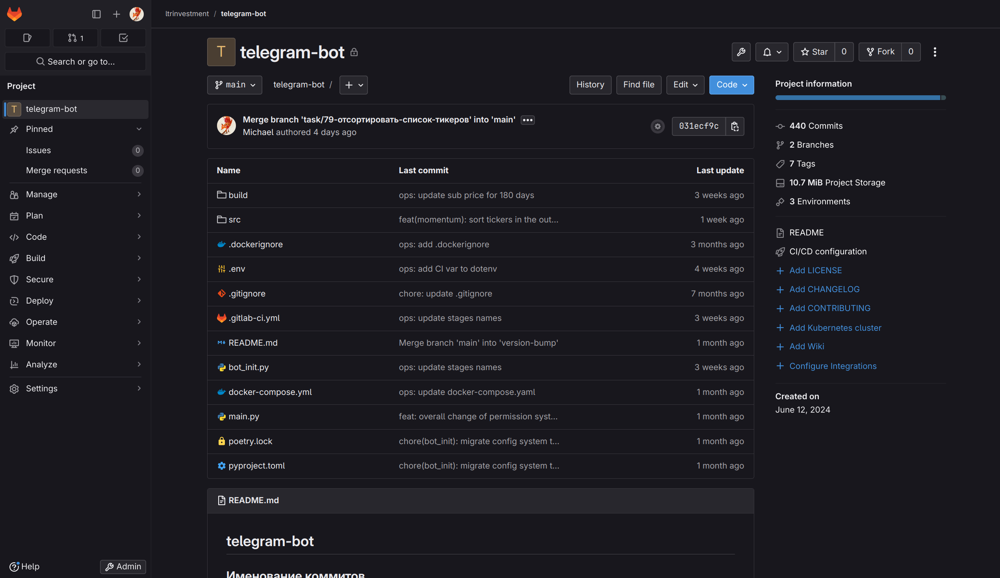 ltrinvestment / telegram-bot
1
Search or go to...
Project
T telegram-bot
Pinned
Issues 0
Merge requests 0
Manage
Plan
Code
Build
Secure
Deploy
Operate
Monitor
Analyze
Settings
Help
Admin
T telegram-bot
Star 0
Fork 0
main
telegram-bot /
History
Find file
Edit
Code
Merge branch 'task/79-отсортировать-список-тикеров' into 'main'
Michael authored 4 days ago
031ecf9c
Name Last commit Last update
build ops: update sub price for 180 days 3 weeks ago
src feat(momentum): sort tickers in the out... 1 week ago
.dockerignore ops: add .dockerignore 3 months ago
.env ops: add CI var to dotenv 4 weeks ago
.gitignore chore: update .gitignore 7 months ago
.gitlab-ci.yml ops: update stages names 3 weeks ago
README.md Merge branch 'main' into 'version-bump' 1 month ago
bot_init.py ops: update stages names 3 weeks ago
docker-compose.yml ops: update docker-compose.yaml 1 month ago
main.py feat: overall change of permission syst... 1 month ago
poetry.lock chore(bot_init): migrate config system t... 1 month ago
pyproject.toml chore(bot_init): migrate config system t... 1 month ago
README.md
telegram-bot
Именование коммитов
Project information
440 Commits
2 Branches
7 Tags
10.7 MiB Project Storage
3 Environments
README
CI/CD configuration
Add LICENSE
Add CHANGELOG
Add CONTRIBUTING
Add Kubernetes cluster
Add Wiki
Configure Integrations
Created on
June 12, 2024